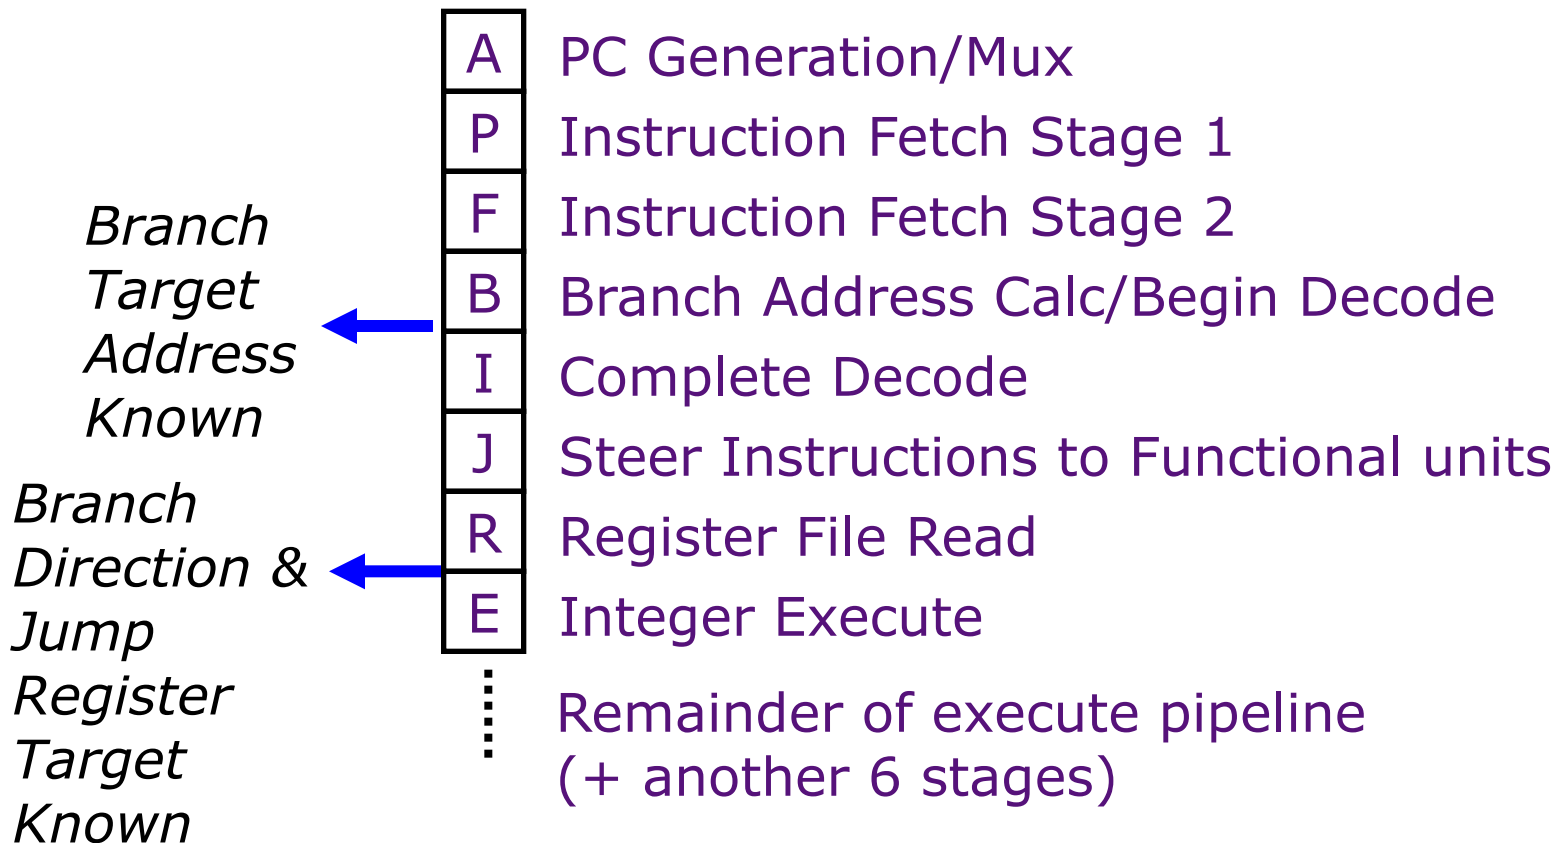 A PC Generation/Mux
P Instruction Fetch Stage 1
F Instruction Fetch Stage 2
B Branch Address Calc/Begin Decode
I Complete Decode
J Steer Instructions to Functional units
R Register File Read
E Integer Execute
Remainder of execute pipeline
(+ another 6 stages)
Branch
Target
Address
Known
Branch
Direction &
Jump
Register
Target
Known